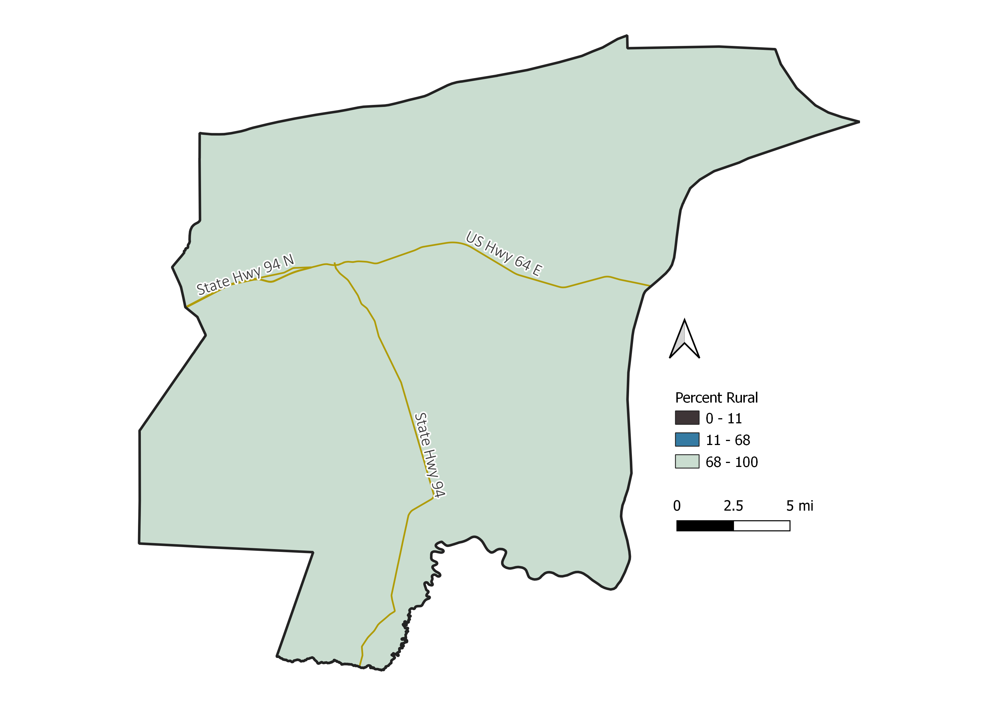 US Hwy 64 E
State Hwy 94 N
State Hwy 94
Percent Rural
0 - 11
11 - 68
68 - 100
0 2.5 5 mi